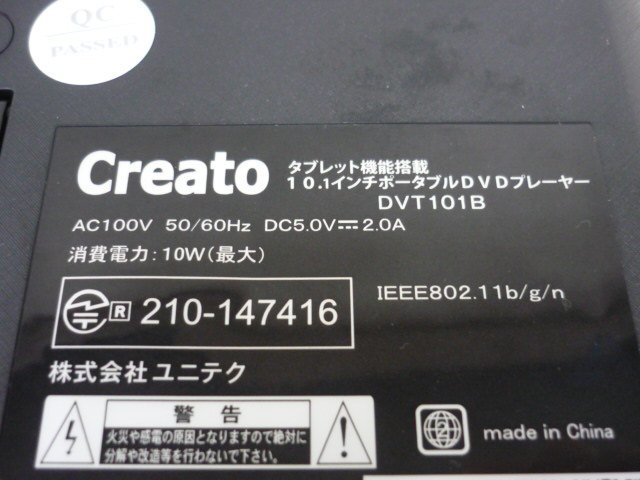 QC
PASSED
Creato
タブレット機能搭載
10.1インチポータブルDVDプレーヤー
DVT101B
AC100V 50/60Hz DC5.0V⎓2.0A
消費電力:10W(最大)
R 210-147416
IEEE802.11b/g/n
株式会社ユニテク
警告
火災や感電の原因となりますので絶対に
分解や改造等を行わないで下さい
2
made in China